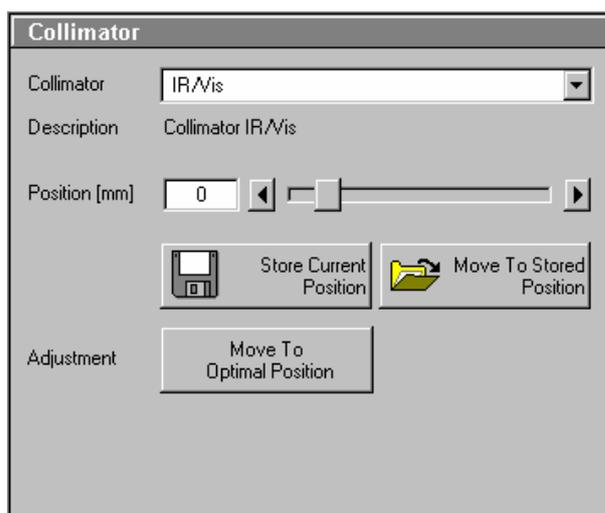 Collimator
Collimator IR/Vis
Description Collimator IR/Vis
Position [mm] 0
Store Current
Position
Move To Stored
Position
Adjustment
Move To
Optimal Position